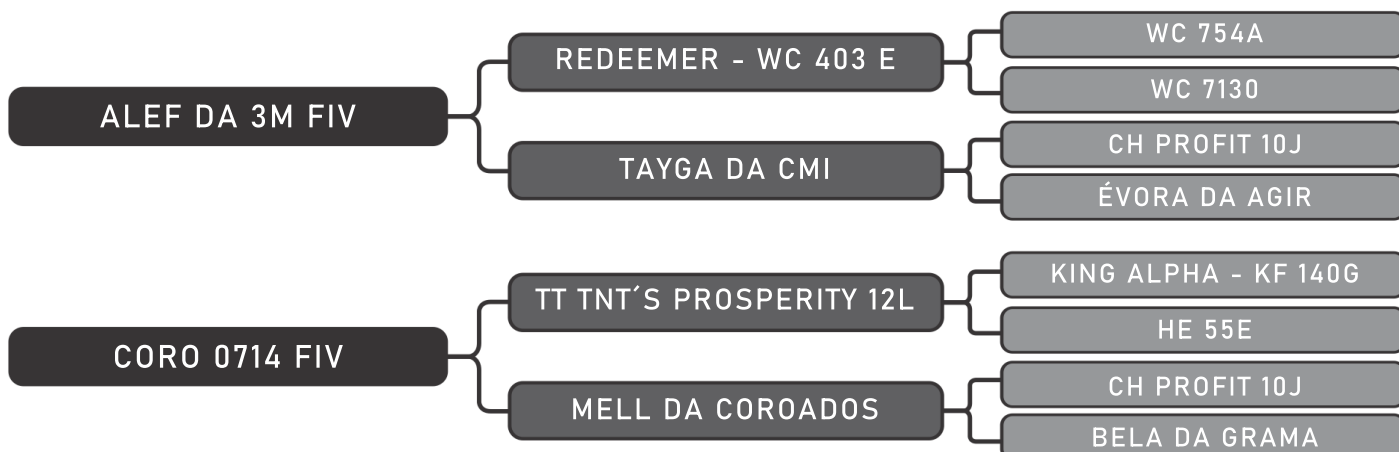 WC 754A
REDEEMER - WC 403 E
WC 7130
ALEF DA 3M FIV
CH PROFIT 10J
TAYGA DA CMI
ÉVORA DA AGIR
KING ALPHA - KF 140G
TT TNT´S PROSPERITY 12L
HE 55E
CORO 0714 FIV
CH PROFIT 10J
MELL DA COROADOS
BELA DA GRAMA